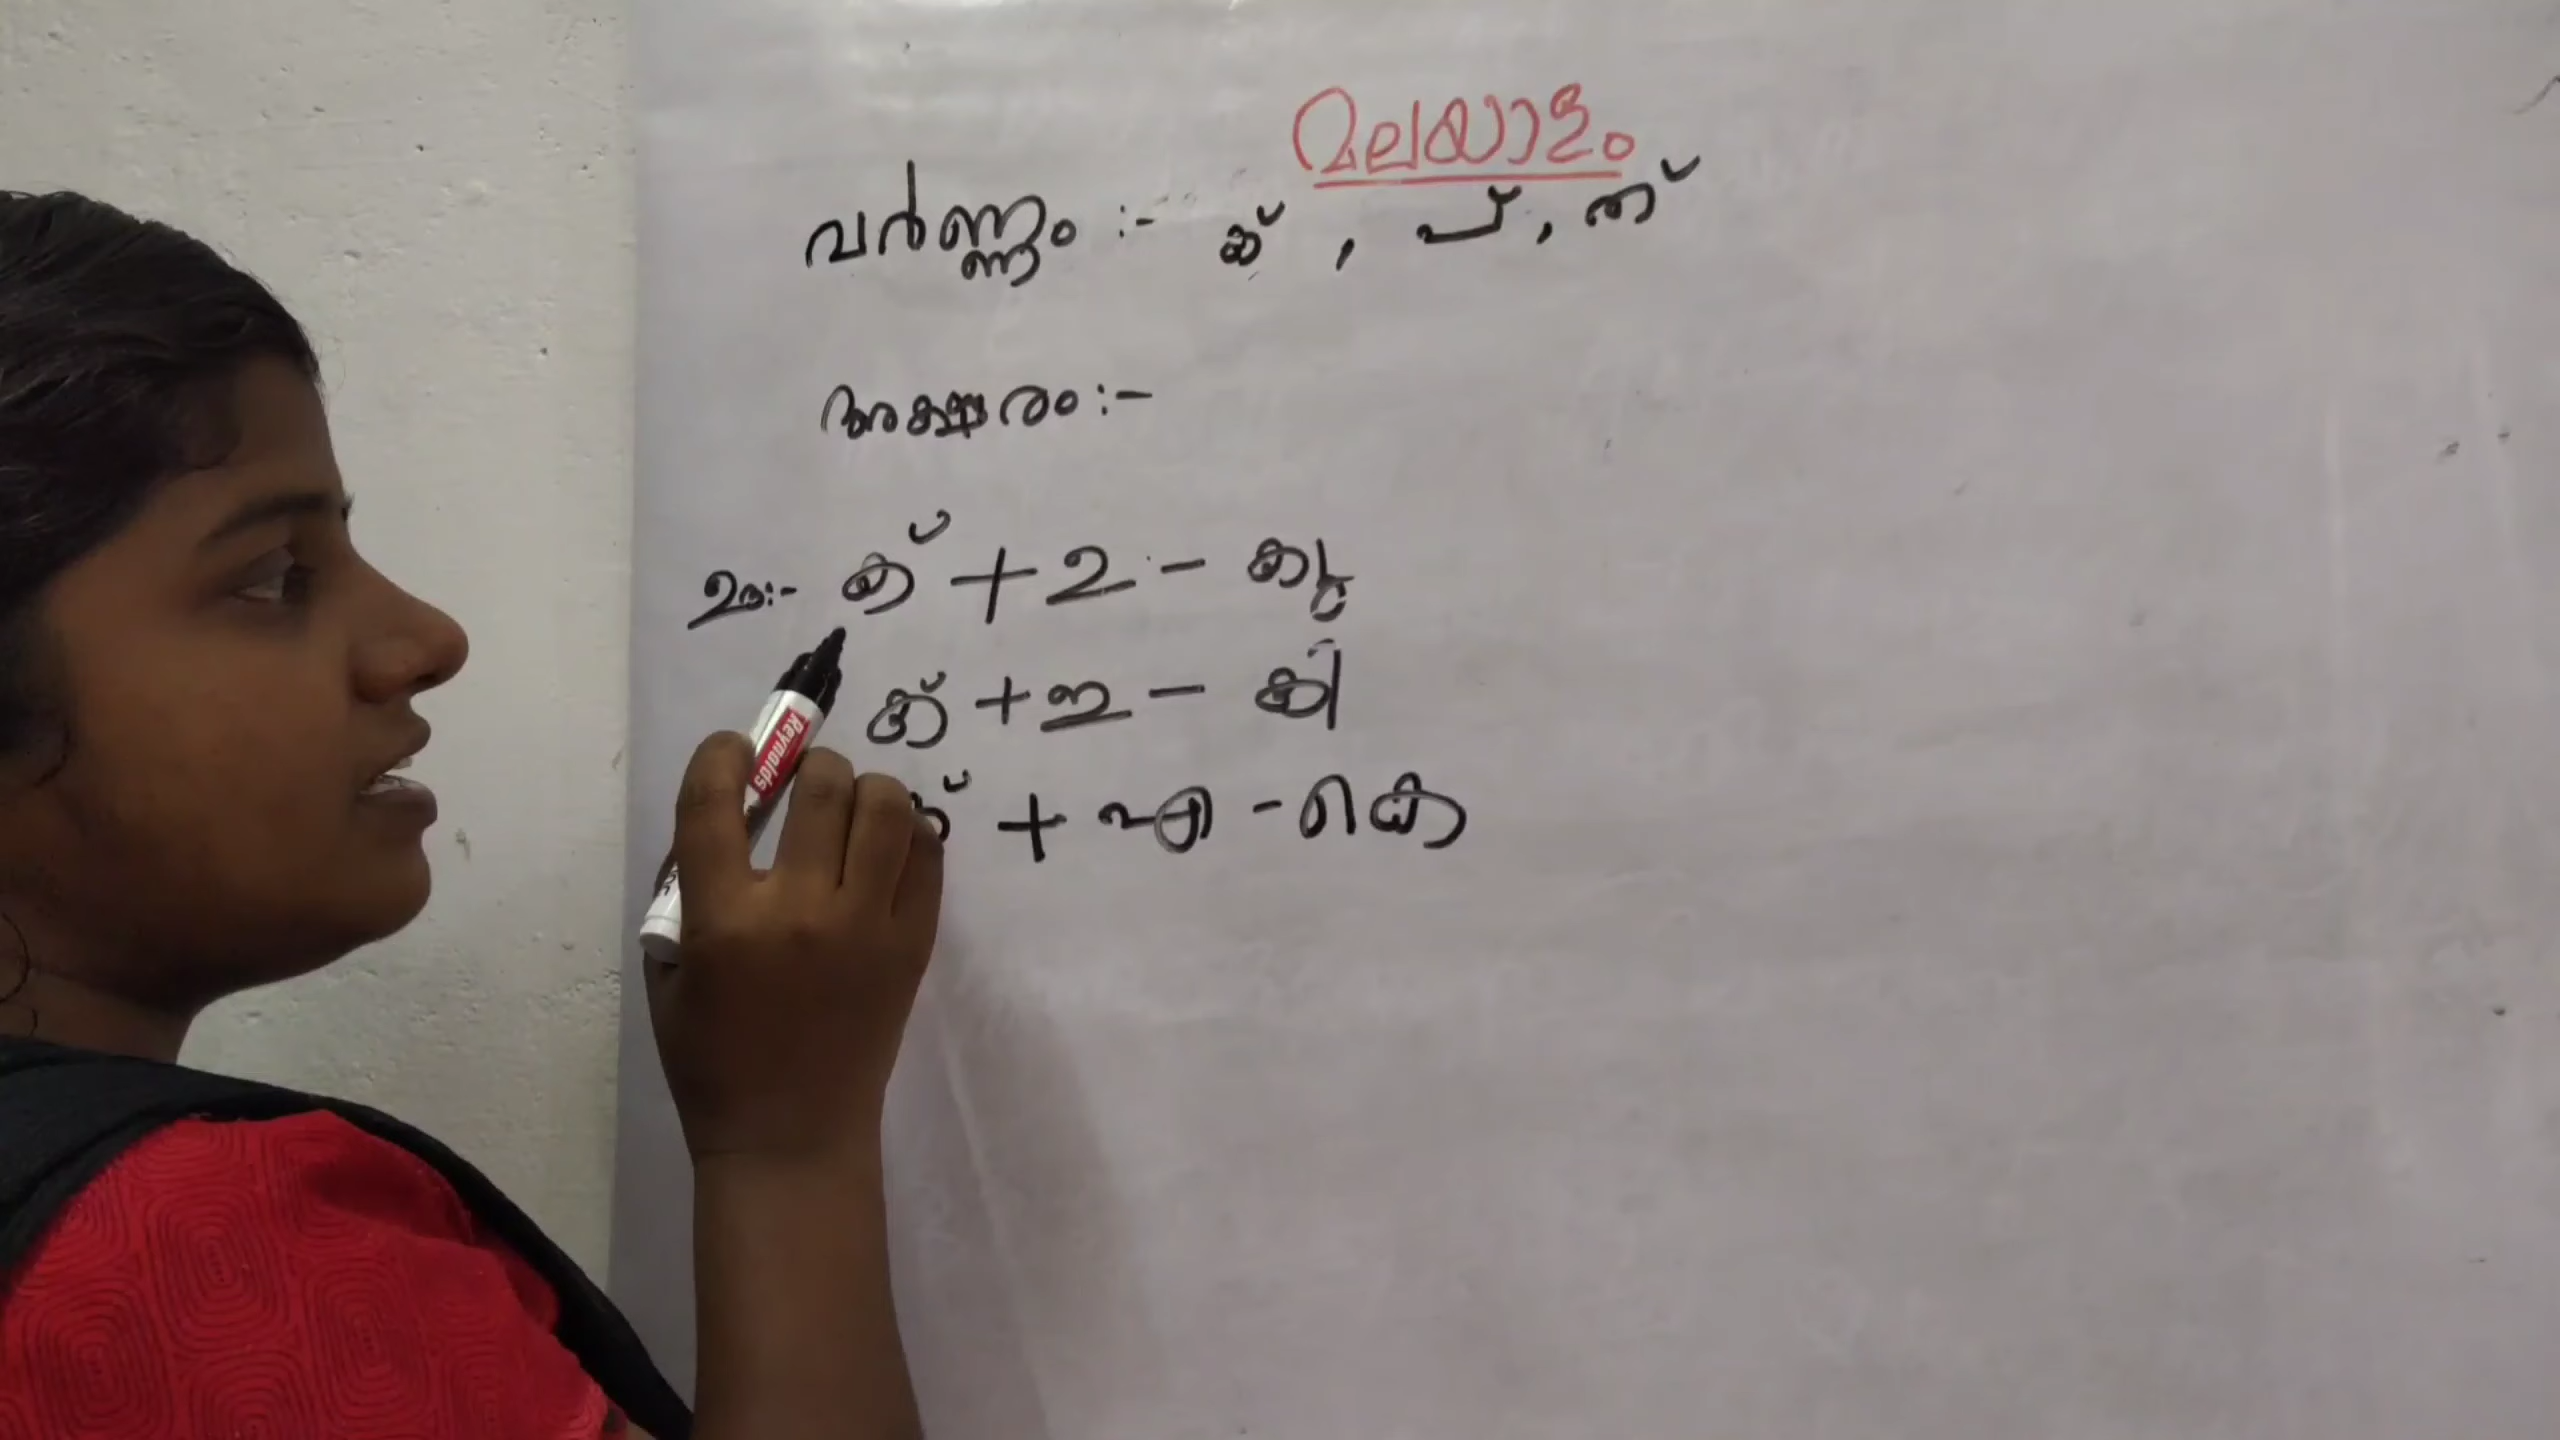 മലയാളം
വർണ്ണം :- ക് , പ് , ത്
അക്ഷരം :-
ഉദാ:- ക് + ഉ - കു
ക് + ഇ - കി
ക് + എ - കെ
Reynolds